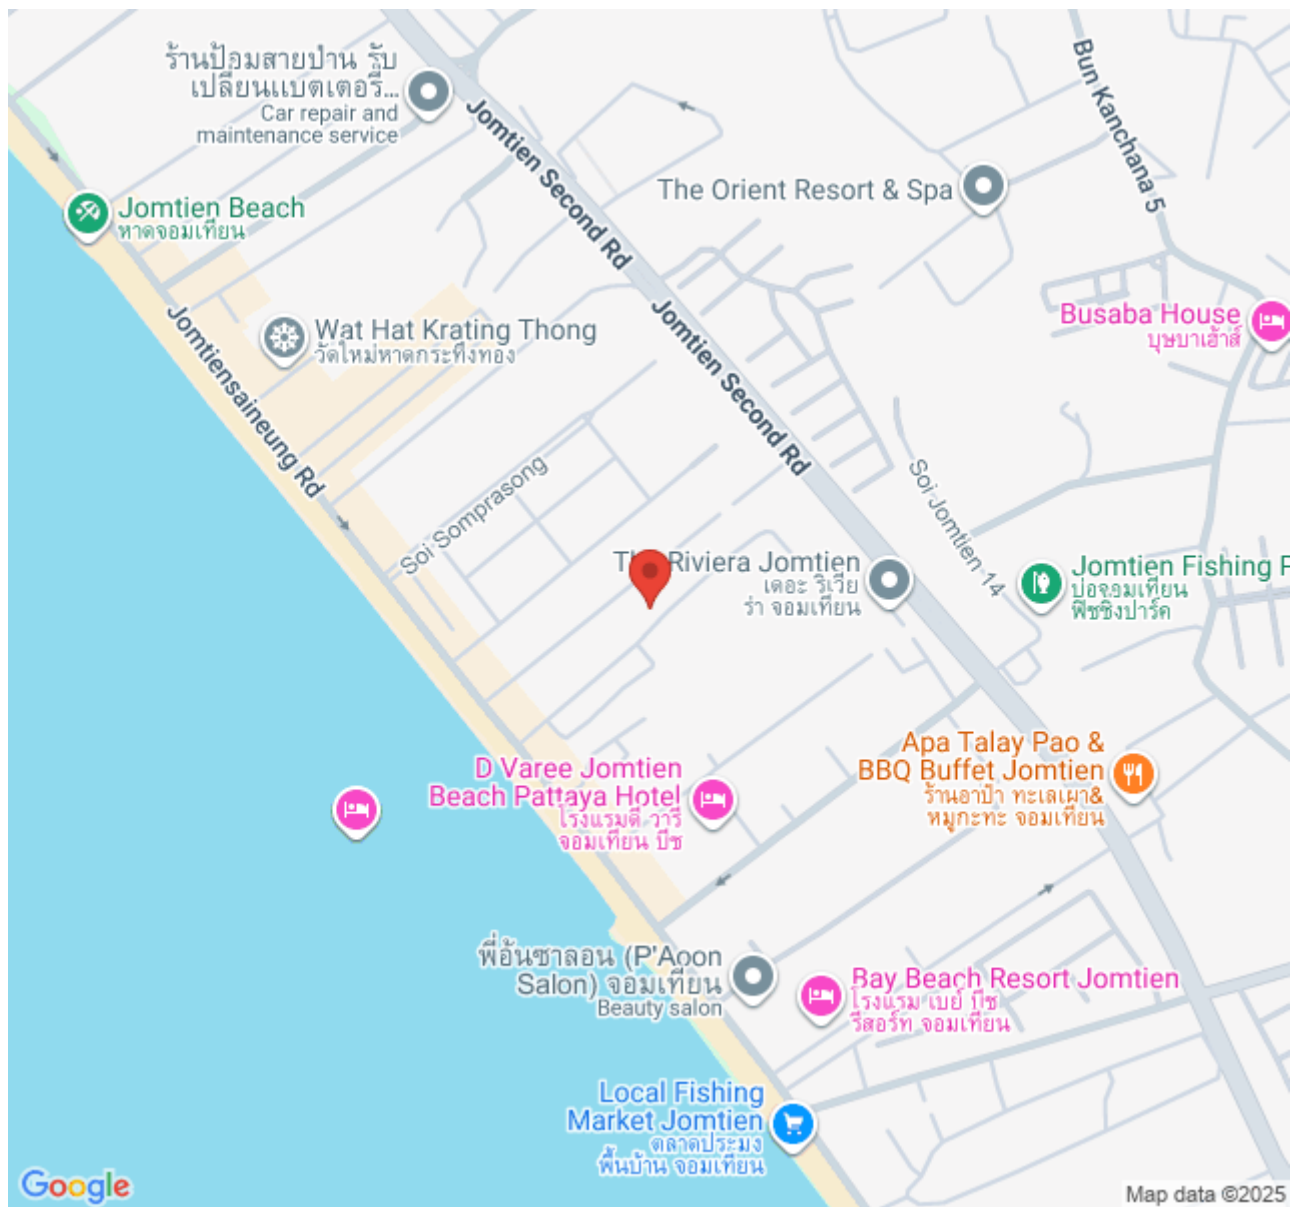 ร้านป้อมสายป่าน รับ
เปลี่ยนแบตเตอรี่...
Car repair and
maintenance service
Jomtien Beach
หาดจอมเทียน
Jomtien Second Rd
The Orient Resort & Spa
Bun Kanchana 5
Busaba House
บุษบาเฮ้าส์
Wat Hat Krating Thong
วัดใหม่หาดกระทิงทอง
Jomtiensaineung Rd
Jomtien Second Rd
Soi Somprasong
Soi Jomtien 14
Riviera Jomtien
เดอะ ริเวีย
ร่า จอมเทียน
Jomtien Fishing P
บ่อจอมเทียน
ฟิชชิ่งปาร์ค
D Varee Jomtien
Beach Pattaya Hotel
โรงแรมดี วารี
จอมเทียน บีช
Apa Talay Pao &
BBQ Buffet Jomtien
ร้านอาป๋า ทะเลเผา&
หมูกะทะ จอมเทียน
พี่อ้นซาลอน (P'Aoon
Salon) จอมเทียน
Beauty salon
Bay Beach Resort Jomtien
โรงแรม เบย์ บีช
รีสอร์ท จอมเทียน
Local Fishing
Market Jomtien
ตลาดประมง
พื้นบ้าน จอมเทียน
Google
Map data ©2025